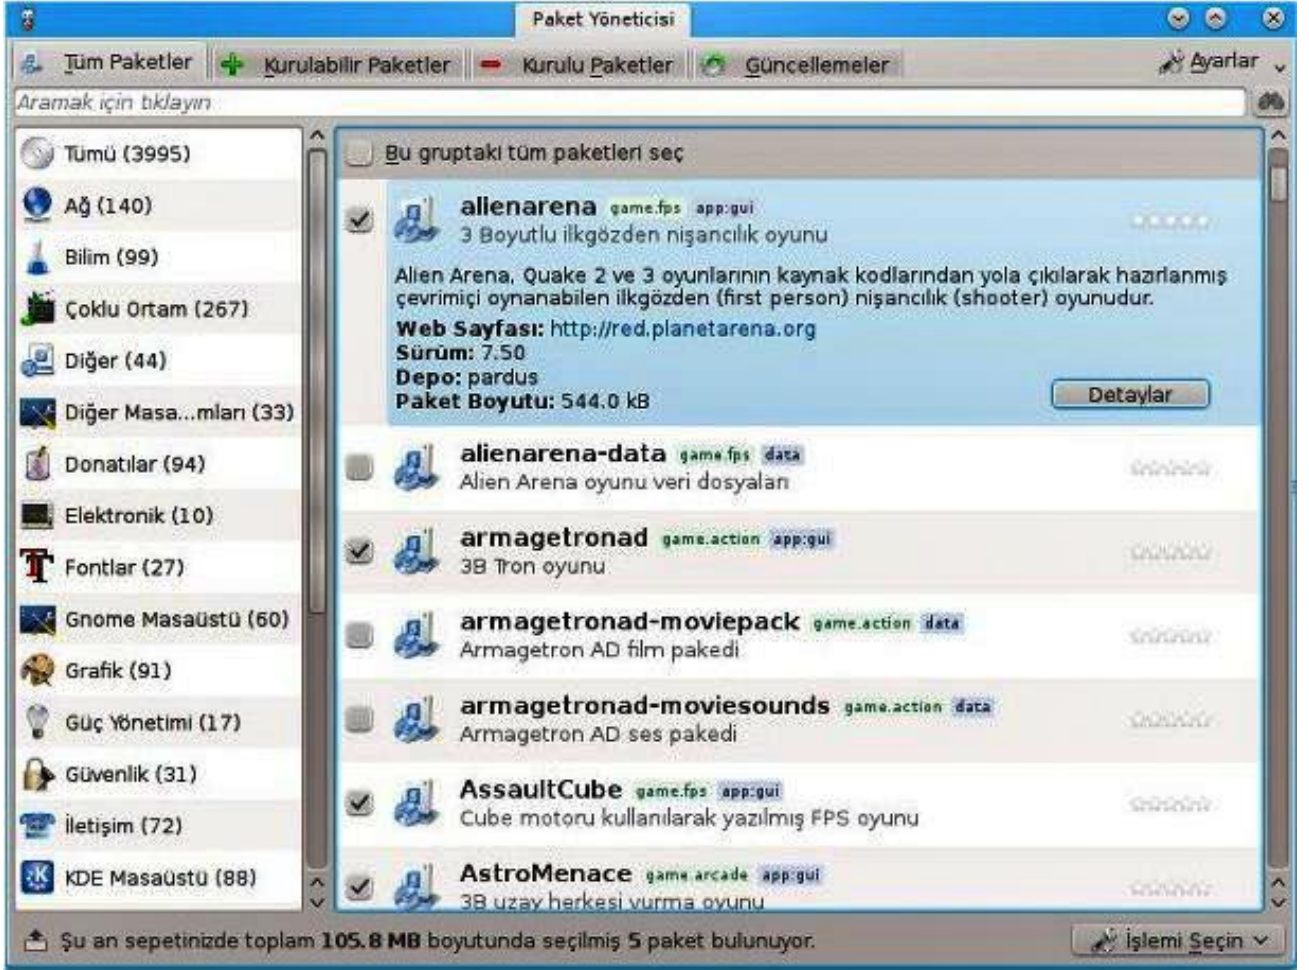 Paket Yöneticisi
Tüm Paketler Kurulabilir Paketler Kurulu Paketler Güncellemeler Ayarlar
Aramak için tıklayın
Tümü (3995)
Ağ (140)
Bilim (99)
Çoklu Ortam (267)
Diğer (44)
Diğer Masa...mları (33)
Donatılar (94)
Elektronik (10)
Fontlar (27)
Gnome Masaüstü (60)
Grafik (91)
Güç Yönetimi (17)
Güvenlik (31)
İletişim (72)
KDE Masaüstü (88)
Bu gruptaki tüm paketleri seç
alienarena game.fps app:gui
3 Boyutlu ilkgözden nişancılık oyunu
Alien Arena, Quake 2 ve 3 oyunlarının kaynak kodlarından yola çıkılarak hazırlanmış
çevrimiçi oynanabilen ilkgözden (first person) nişancılık (shooter) oyunudur.
Web Sayfası: http://red.planetarena.org
Sürüm: 7.50
Depo: pardus
Paket Boyutu: 544.0 kB
Detaylar
alienarena-data game.fps data
Alien Arena oyunu veri dosyaları
armagetronad game.action app:gui
3B Tron oyunu
armagetronad-moviepack game.action data
Armagetron AD film pakedi
armagetronad-moviesounds game.action data
Armagetron AD ses pakedi
AssaultCube game.fps app:gui
Cube motoru kullanılarak yazılmış FPS oyunu
AstroMenace game.arcade app:gui
3B uzay herkesi vurma oyunu
Şu an sepetinizde toplam 105.8 MB boyutunda seçilmiş 5 paket bulunuyor.
İşlemi Seçin